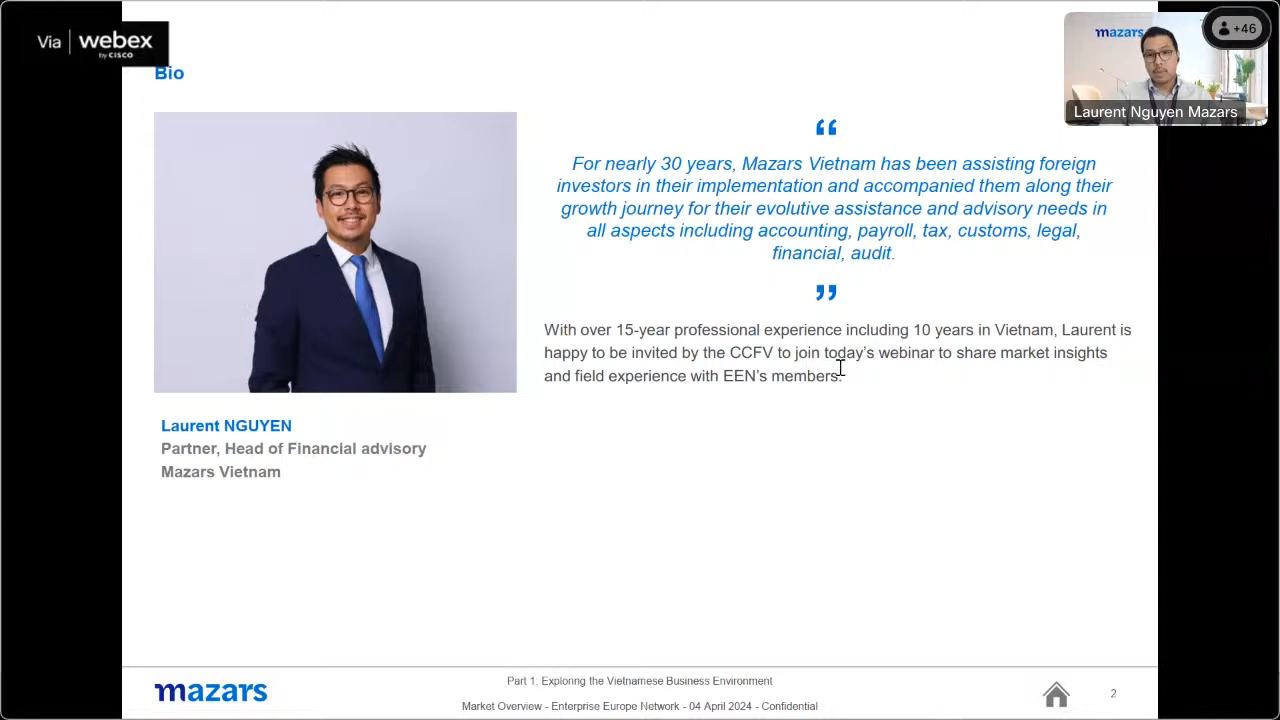 Via webex
by CISCO
mazars
+46
Laurent Nguyen Mazars
Bio
“
For nearly 30 years, Mazars Vietnam has been assisting foreign
investors in their implementation and accompanied them along their
growth journey for their evolutive assistance and advisory needs in
all aspects including accounting, payroll, tax, customs, legal,
financial, audit.
”
With over 15-year professional experience including 10 years in Vietnam, Laurent is
happy to be invited by the CCFV to join today’s webinar to share market insights
and field experience with EEN’s members.
Laurent NGUYEN
Partner, Head of Financial advisory
Mazars Vietnam
mazars
Part 1. Exploring the Vietnamese Business Environment
Market Overview - Enterprise Europe Network - 04 April 2024 - Confidential
2